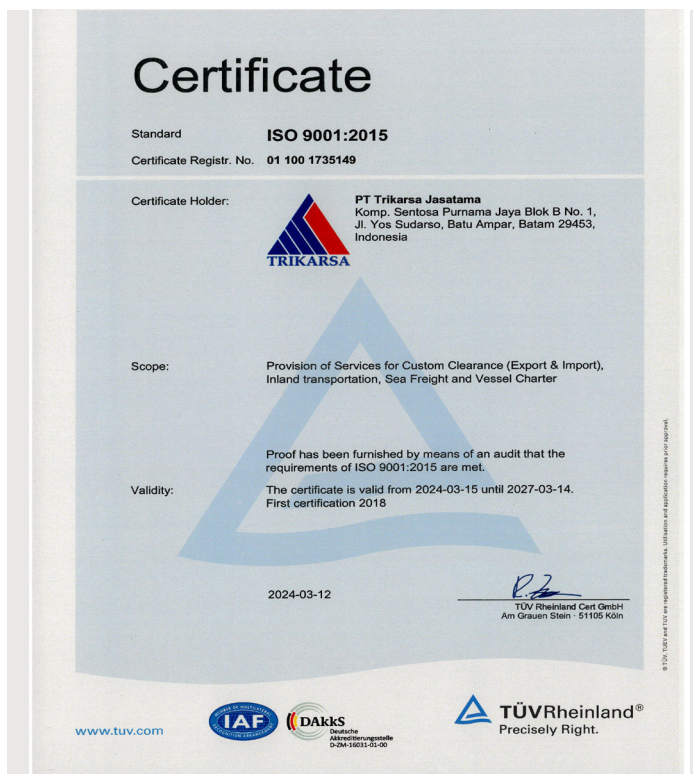 Certificate
Standard ISO 9001:2015
Certificate Registr. No. 01 100 1735149
Certificate Holder:
TRIKARSA
PT Trikarsa Jasatama
Komp. Sentosa Purnama Jaya Blok B No. 1,
Jl. Yos Sudarso, Batu Ampar, Batam 29453,
Indonesia
Scope: Provision of Services for Custom Clearance (Export & Import),
Inland transportation, Sea Freight and Vessel Charter
Proof has been furnished by means of an audit that the
requirements of ISO 9001:2015 are met.
Validity: The certificate is valid from 2024-03-15 until 2027-03-14.
First certification 2018
2024-03-12
TÜV Rheinland Cert GmbH
Am Grauen Stein · 51105 Köln
® TÜV, TUEV and TUV are registered trademarks. Utilisation and application requires prior approval.
www.tuv.com
MEMBER OF MULTILATERAL
RECOGNITION ARRANGEMENT
IAF
DAkkS
Deutsche
Akkreditierungsstelle
D-ZM-16031-01-00
TÜVRheinland®
Precisely Right.